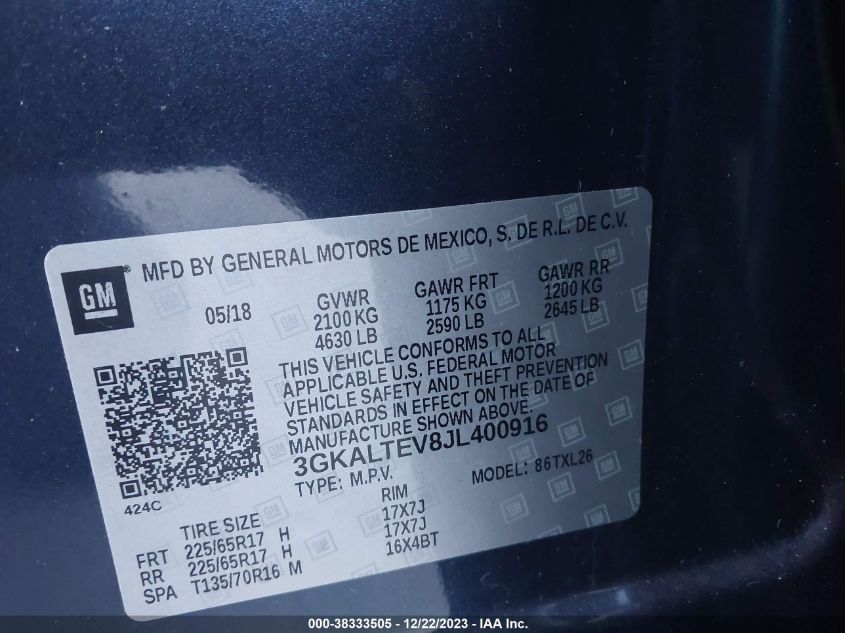 MFD BY GENERAL MOTORS DE MEXICO, S. DE R.L. DE C.V.
GM
05/18
GVWR
2100 KG
4630 LB
GAWR FRT
1175 KG
2590 LB
GAWR RR
1200 KG
2645 LB
THIS VEHICLE CONFORMS TO ALL
APPLICABLE U.S. FEDERAL MOTOR
VEHICLE SAFETY AND THEFT PREVENTION
STANDARDS IN EFFECT ON THE DATE OF
MANUFACTURE SHOWN ABOVE.
3GKALTEV8JL400916
TYPE: M.P.V. MODEL: 86TXL26
424C
TIRE SIZE RIM
FRT 225/65R17 H 17X7J
RR 225/65R17 H 17X7J
SPA T135/70R16 M 16X4BT
000-38333505 - 12/22/2023 - IAA Inc.